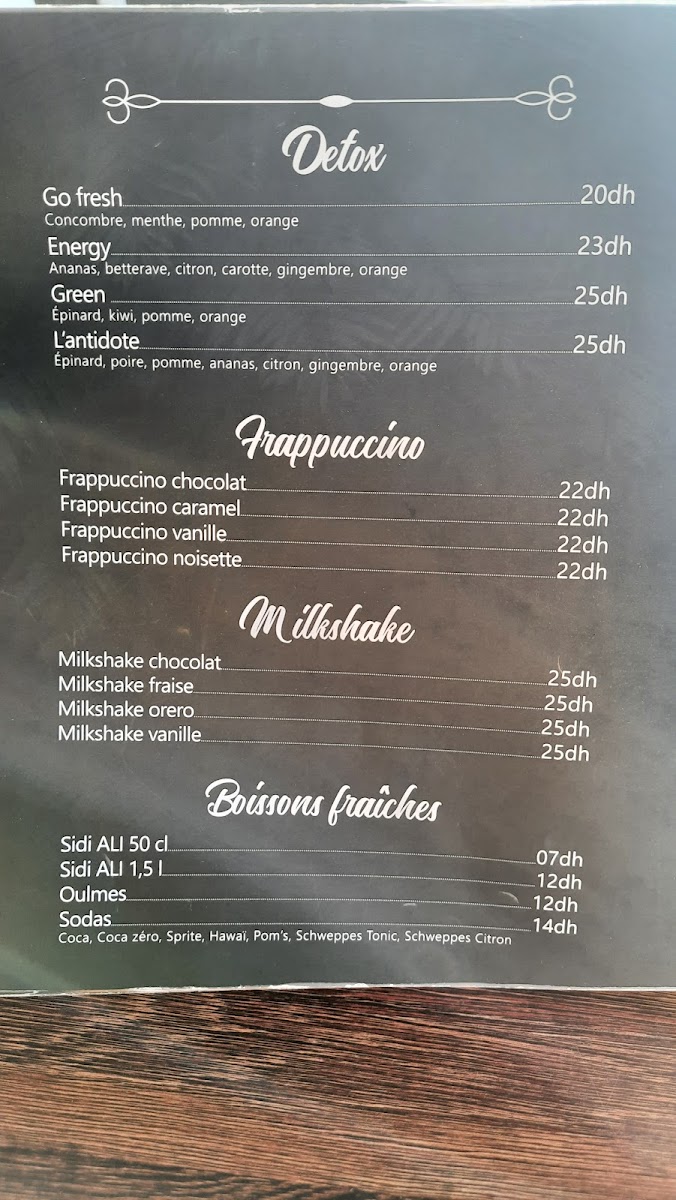 Detox
Go fresh 20dh
Concombre, menthe, pomme, orange
Energy 23dh
Ananas, betterave, citron, carotte, gingembre, orange
Green 25dh
Épinard, kiwi, pomme, orange
L'antidote 25dh
Épinard, poire, pomme, ananas, citron, gingembre, orange
Frappuccino
Frappuccino chocolat 22dh
Frappuccino caramel 22dh
Frappuccino vanille 22dh
Frappuccino noisette 22dh
Milkshake
Milkshake chocolat 25dh
Milkshake fraise 25dh
Milkshake orero 25dh
Milkshake vanille 25dh
Boissons fraîches
Sidi ALI 50 cl 07dh
Sidi ALI 1,5 l 12dh
Oulmes 12dh
Sodas 14dh
Coca, Coca zéro, Sprite, Hawaï, Pom's, Schweppes Tonic, Schweppes Citron